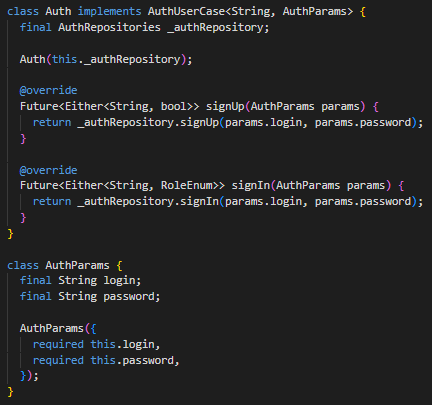 class Auth implements AuthUserCase<String, AuthParams> {
  final AuthRepositories _authRepository;

  Auth(this._authRepository);

  @override
  Future<Either<String, bool>> signUp(AuthParams params) {
    return _authRepository.signUp(params.login, params.password);
  }

  @override
  Future<Either<String, RoleEnum>> signIn(AuthParams params) {
    return _authRepository.signIn(params.login, params.password);
  }
}

class AuthParams {
  final String login;
  final String password;

  AuthParams({
    required this.login,
    required this.password,
  });
}